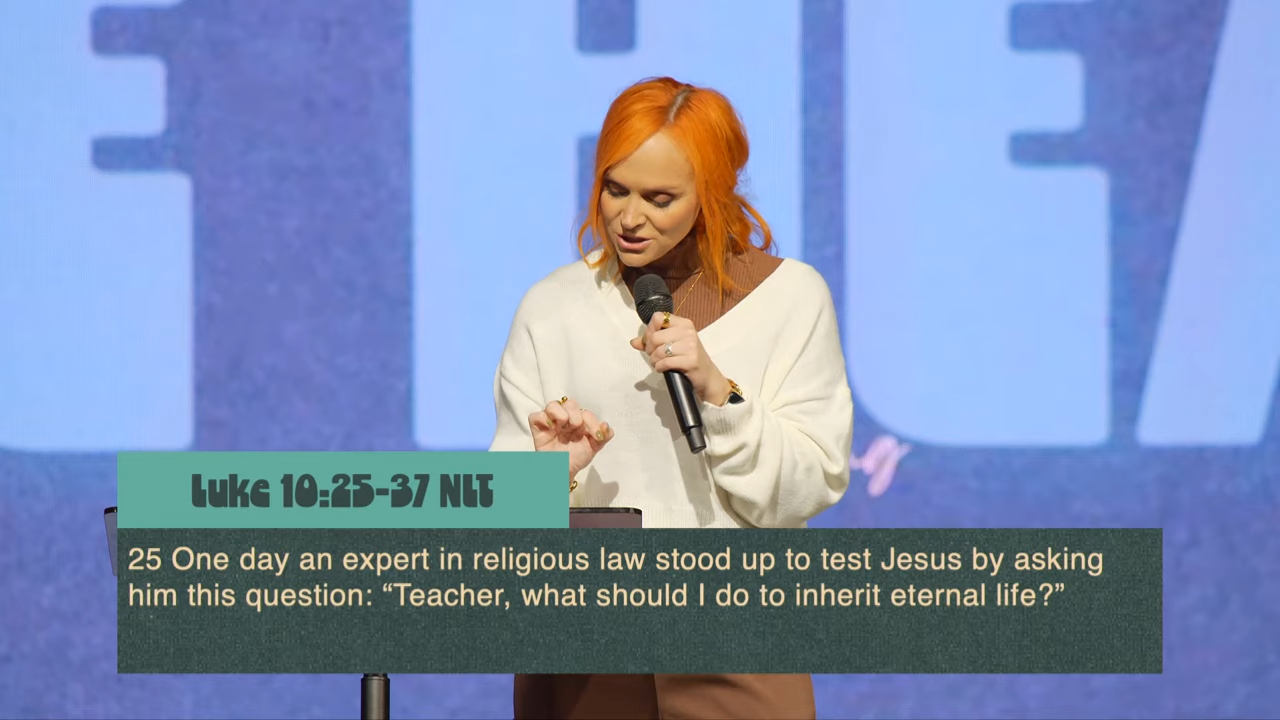 E HEA
g
Luke 10:25-37 NLT
25 One day an expert in religious law stood up to test Jesus by asking
him this question: “Teacher, what should I do to inherit eternal life?”